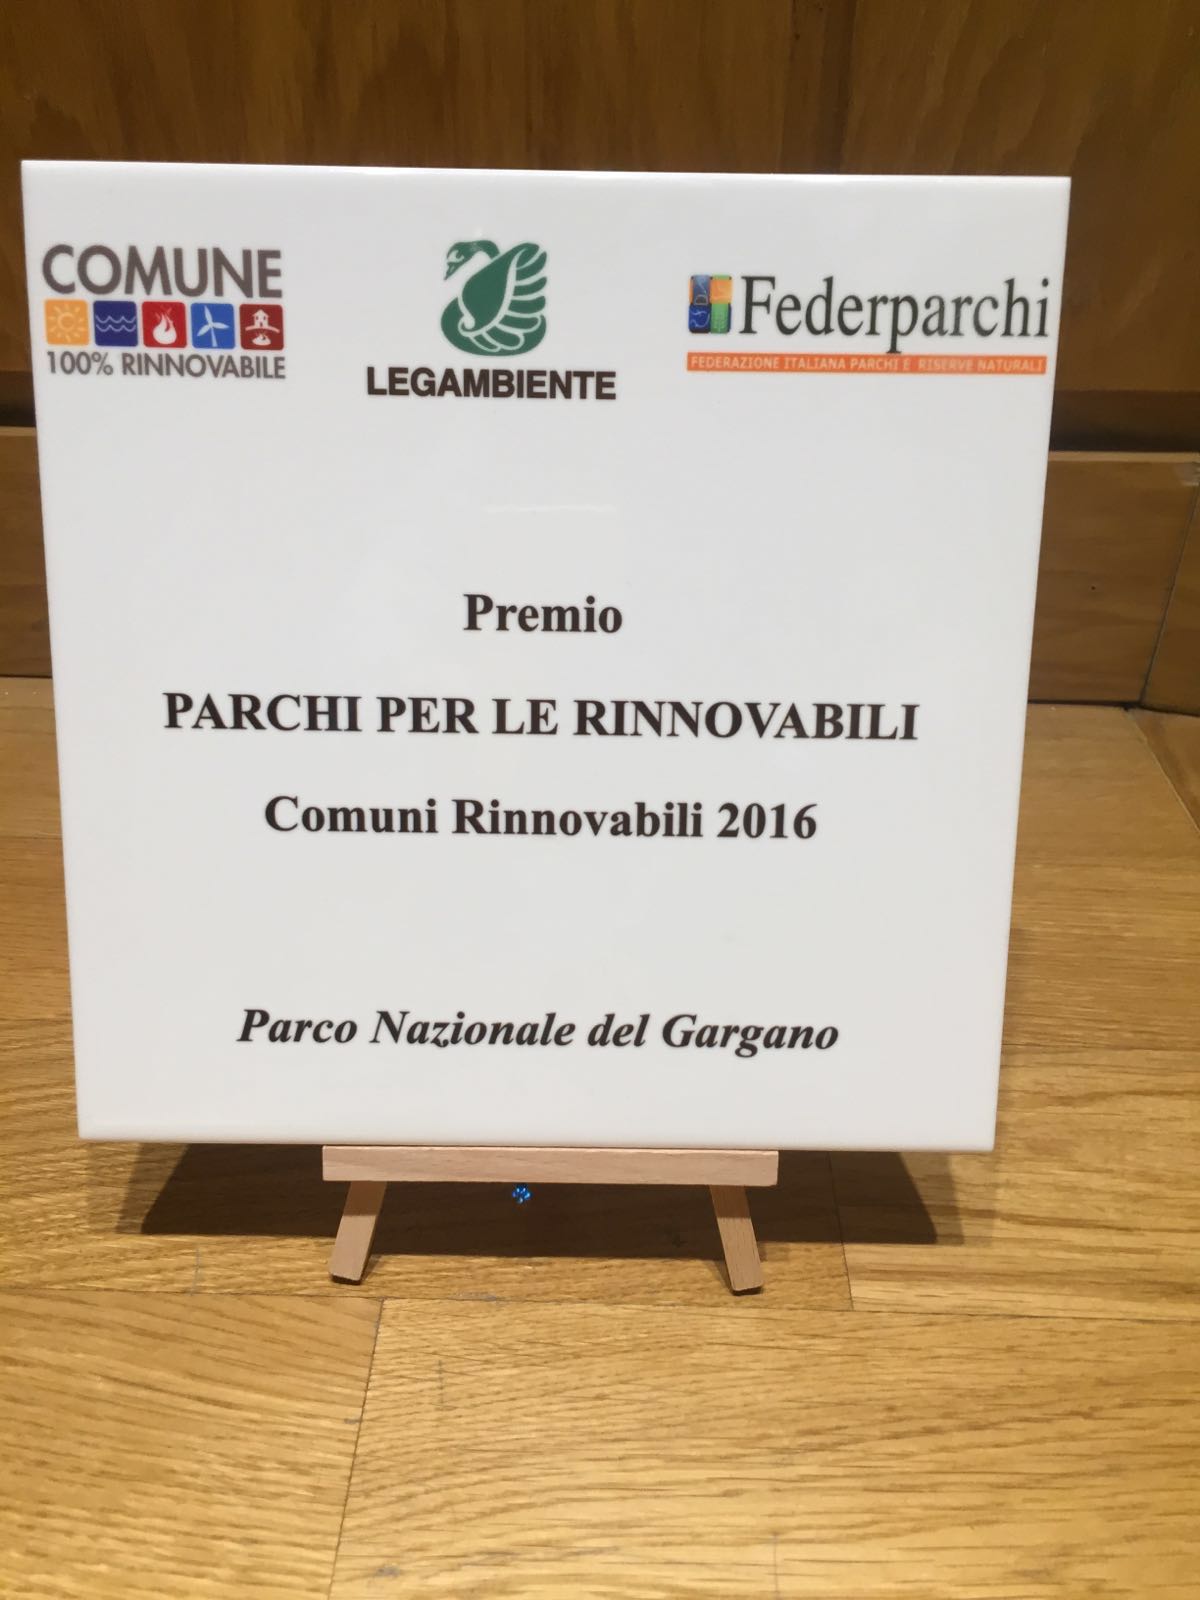 COMUNE
100% RINNOVABILE
LEGAMBIENTE
Federparchi
FEDERAZIONE ITALIANA PARCHI E RISERVE NATURALI
Premio
PARCHI PER LE RINNOVABILI
Comuni Rinnovabili 2016
Parco Nazionale del Gargano